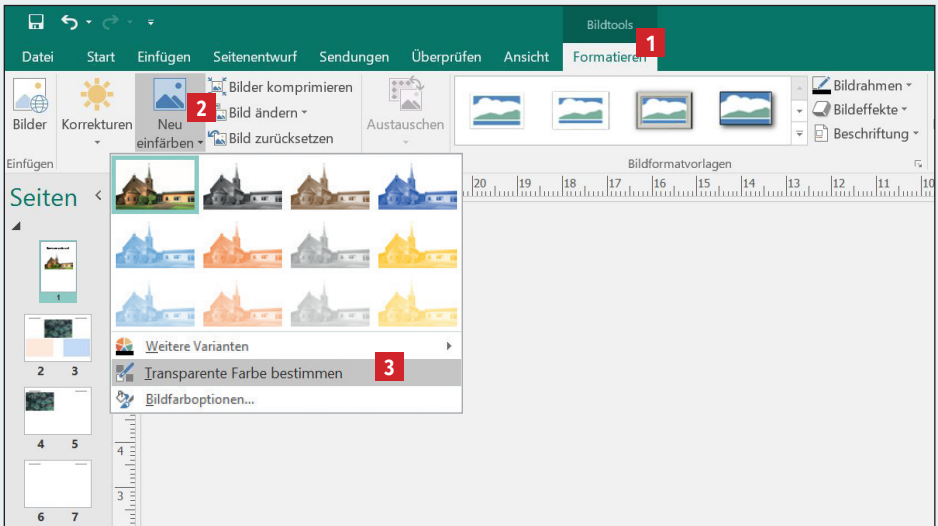 Bildtools
1
Datei Start Einfügen Seitenentwurf Sendungen Überprüfen Ansicht Formatieren
Bilder
Korrekturen
Neu
einfärben
2
Bilder komprimieren
Bild ändern
Bild zurücksetzen
Austauschen
Bildrahmen
Bildeffekte
Beschriftung
Einfügen
Bildformatvorlagen
Seiten
20 19 18 17 16 15 14 13 12 11 10
1
2 3
4 5
6 7
Weitere Varianten
Transparente Farbe bestimmen
3
Bildfarboptionen...
4
3